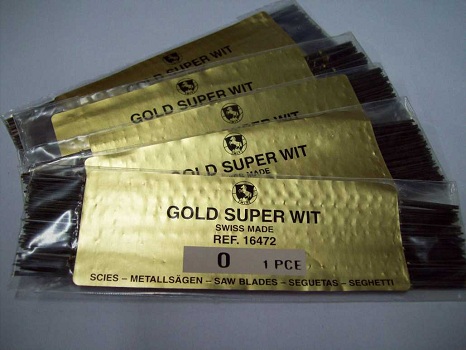 GOLD SUPER WIT
GOLD SUPER WIT
GOLD SUPER WIT
SWISS MADE
GOLD SUPER WIT
SWISS MADE
REF. 16472
0 1 PCE
SCIES – METALLSÄGEN – SAW BLADES – SEGUETAS – SEGHETTI